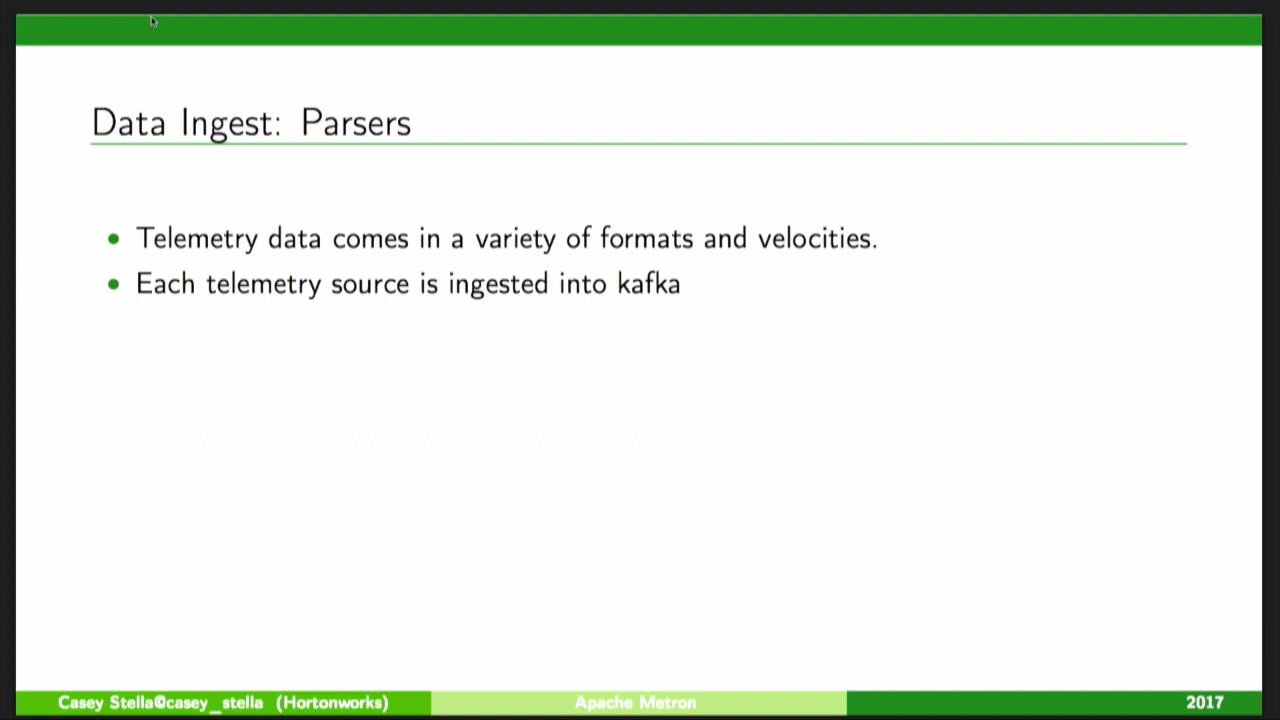 Data Ingest: Parsers
Telemetry data comes in a variety of formats and velocities.
Each telemetry source is ingested into kafka
Casey Stella@casey_stella (Hortonworks)
Apache Metron
2017